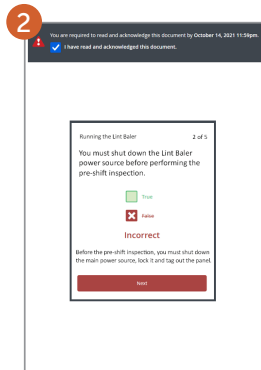 2
You are required to read and acknowledge this document by October 14, 2021 11:59pm.
I have read and acknowledged this document.
Running the Lint Baler 2 of 5
You must shut down the Lint Baler
power source before performing the
pre-shift inspection.
True
False
Incorrect
Before the pre-shift inspection, you must shut down
the main power source, lock it and tag out the panel.
Next